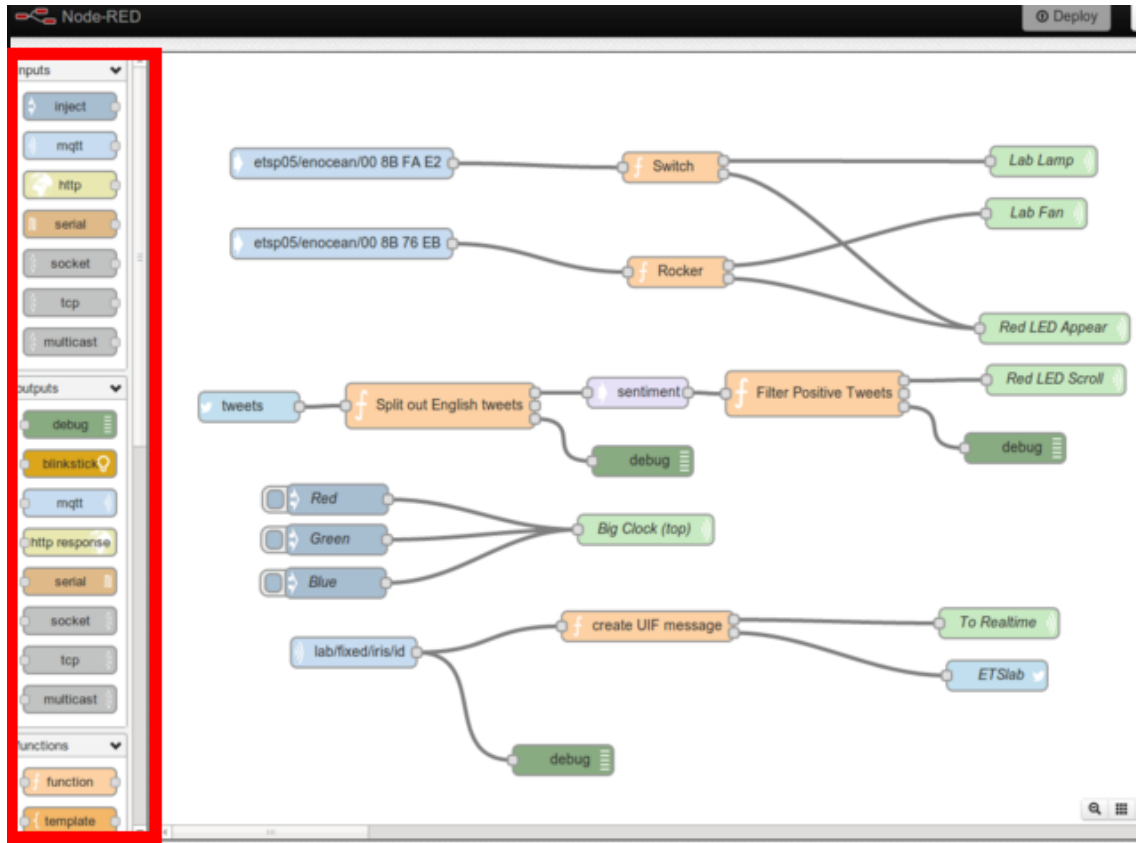 Node-RED
Deploy
inputs
inject
mqtt
http
serial
socket
tcp
multicast
outputs
debug
blinkstick
mqtt
http response
serial
socket
tcp
multicast
functions
function
template
etsp05/enocean/00 8B FA E2
Switch
Lab Lamp
Lab Fan
etsp05/enocean/00 8B 76 EB
Rocker
Red LED Appear
tweets
Split out English tweets
sentiment
Filter Positive Tweets
Red LED Scroll
debug
debug
Red
Green
Blue
Big Clock (top)
lab/fixed/iris/id
create UIF message
To Realtime
ETSlab
debug